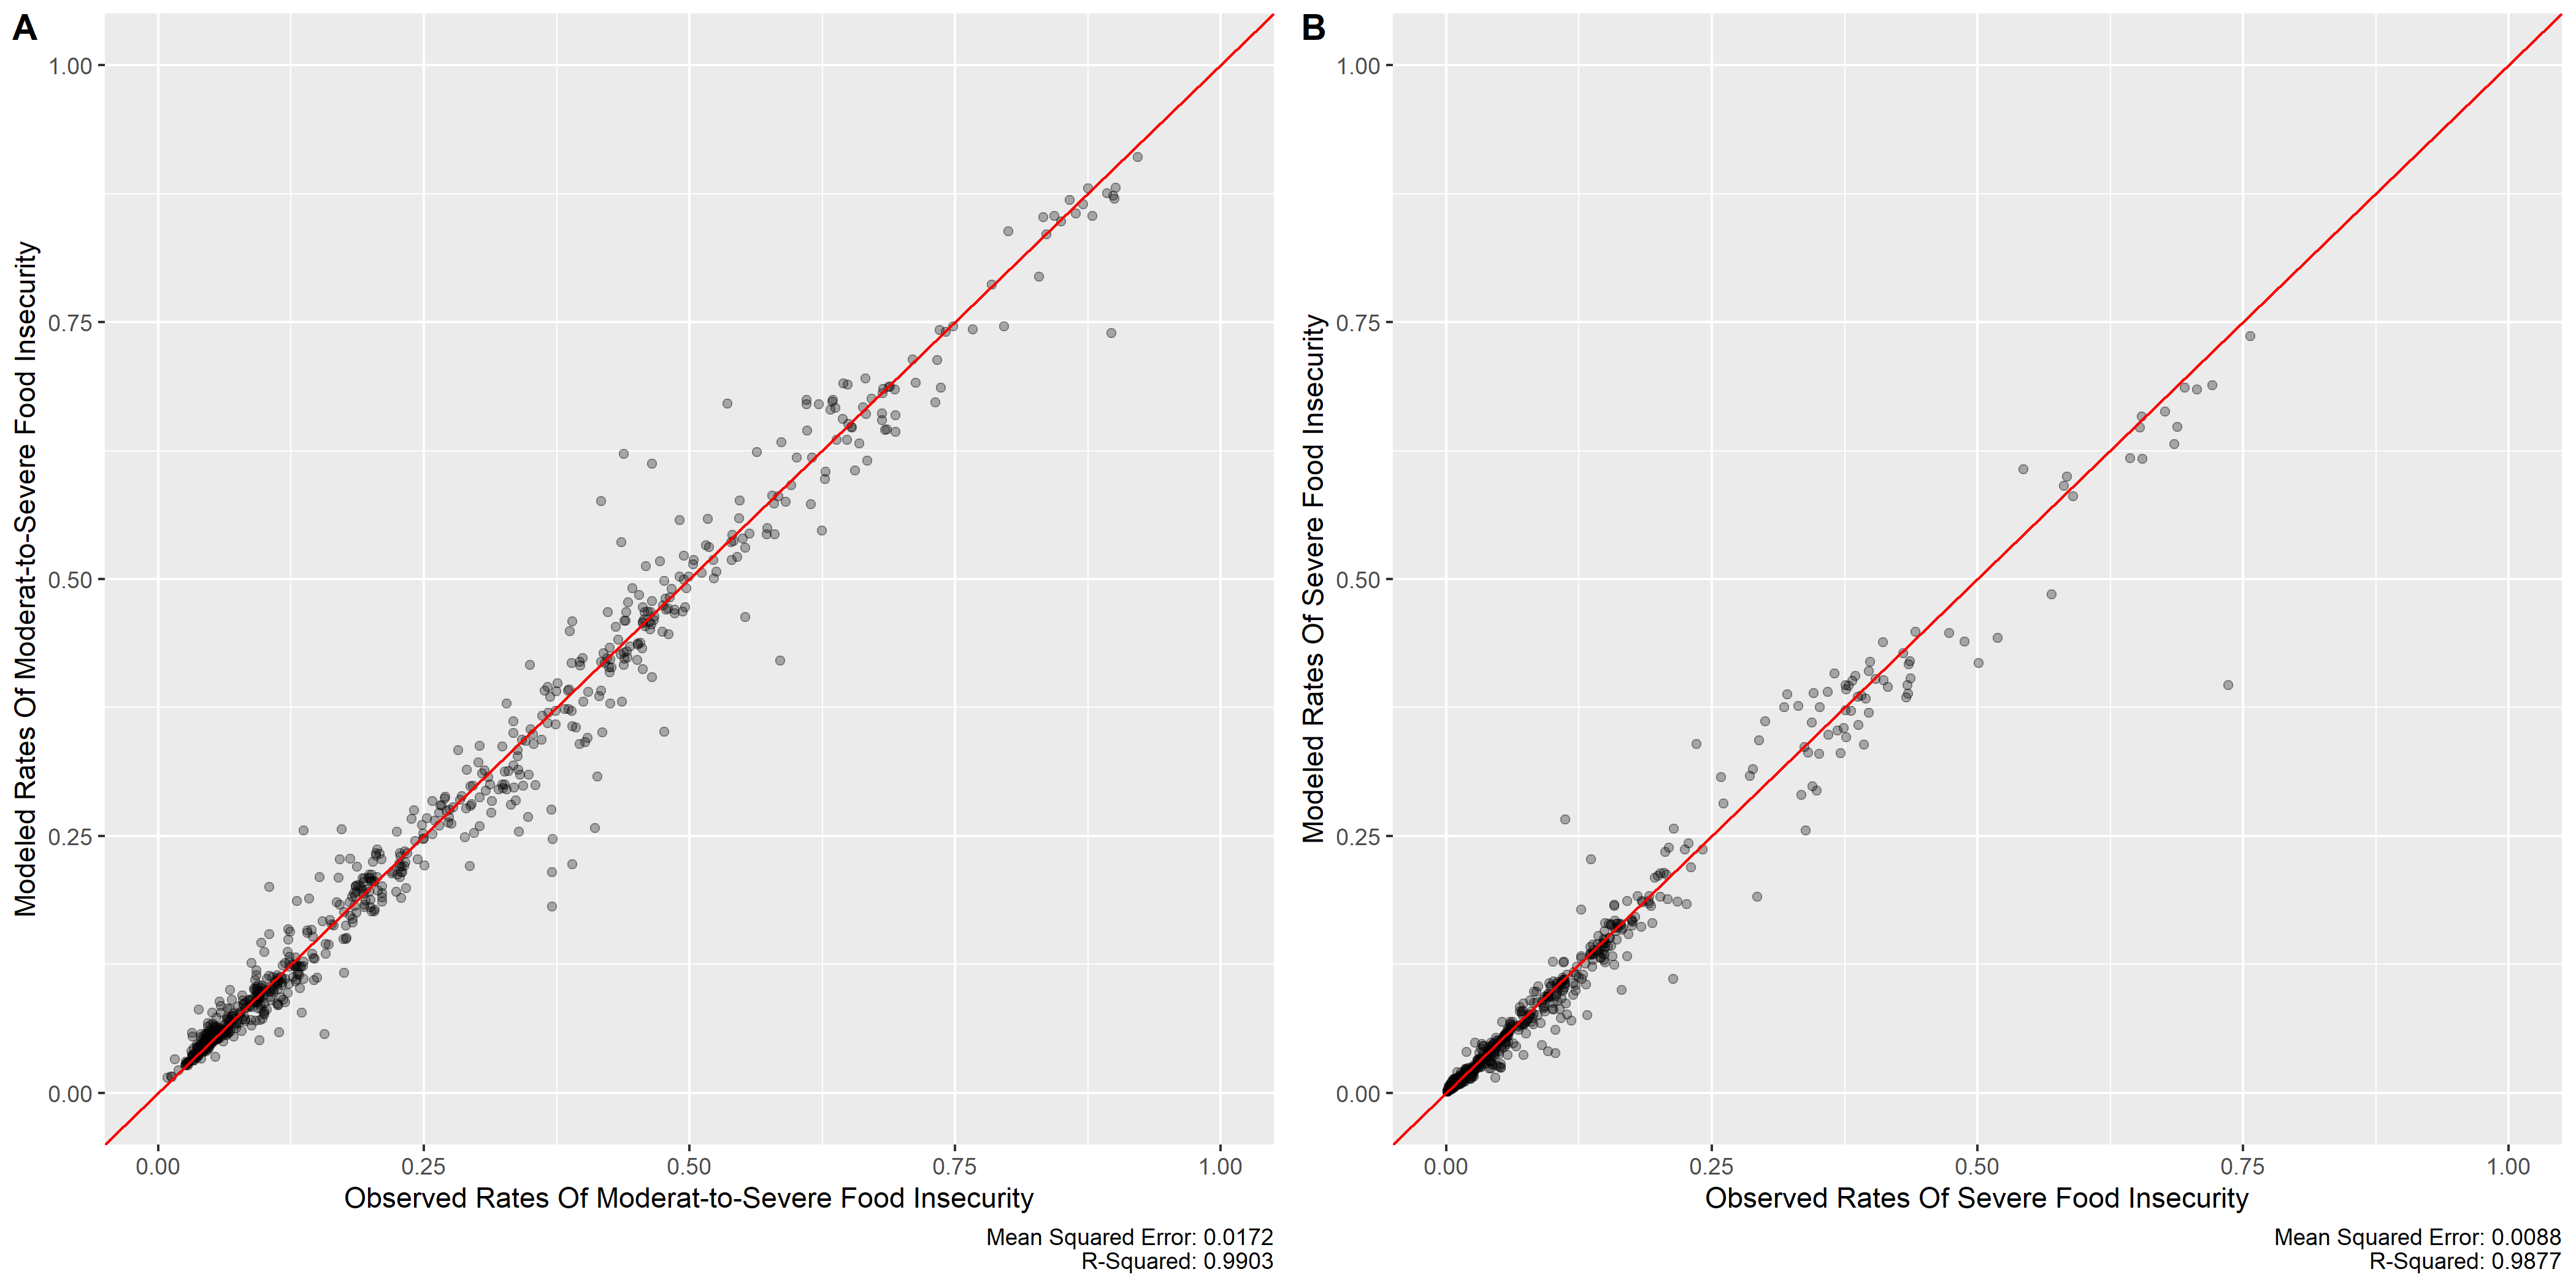 A
Modeled Rates Of Moderat-to-Severe Food Insecurity
1.00
0.75
0.50
0.25
0.00
0.00 0.25 0.50 0.75 1.00
Observed Rates Of Moderat-to-Severe Food Insecurity
Mean Squared Error: 0.0172
R-Squared: 0.9903
B
Modeled Rates Of Severe Food Insecurity
1.00
0.75
0.50
0.25
0.00
0.00 0.25 0.50 0.75 1.00
Observed Rates Of Severe Food Insecurity
Mean Squared Error: 0.0088
R-Squared: 0.9877